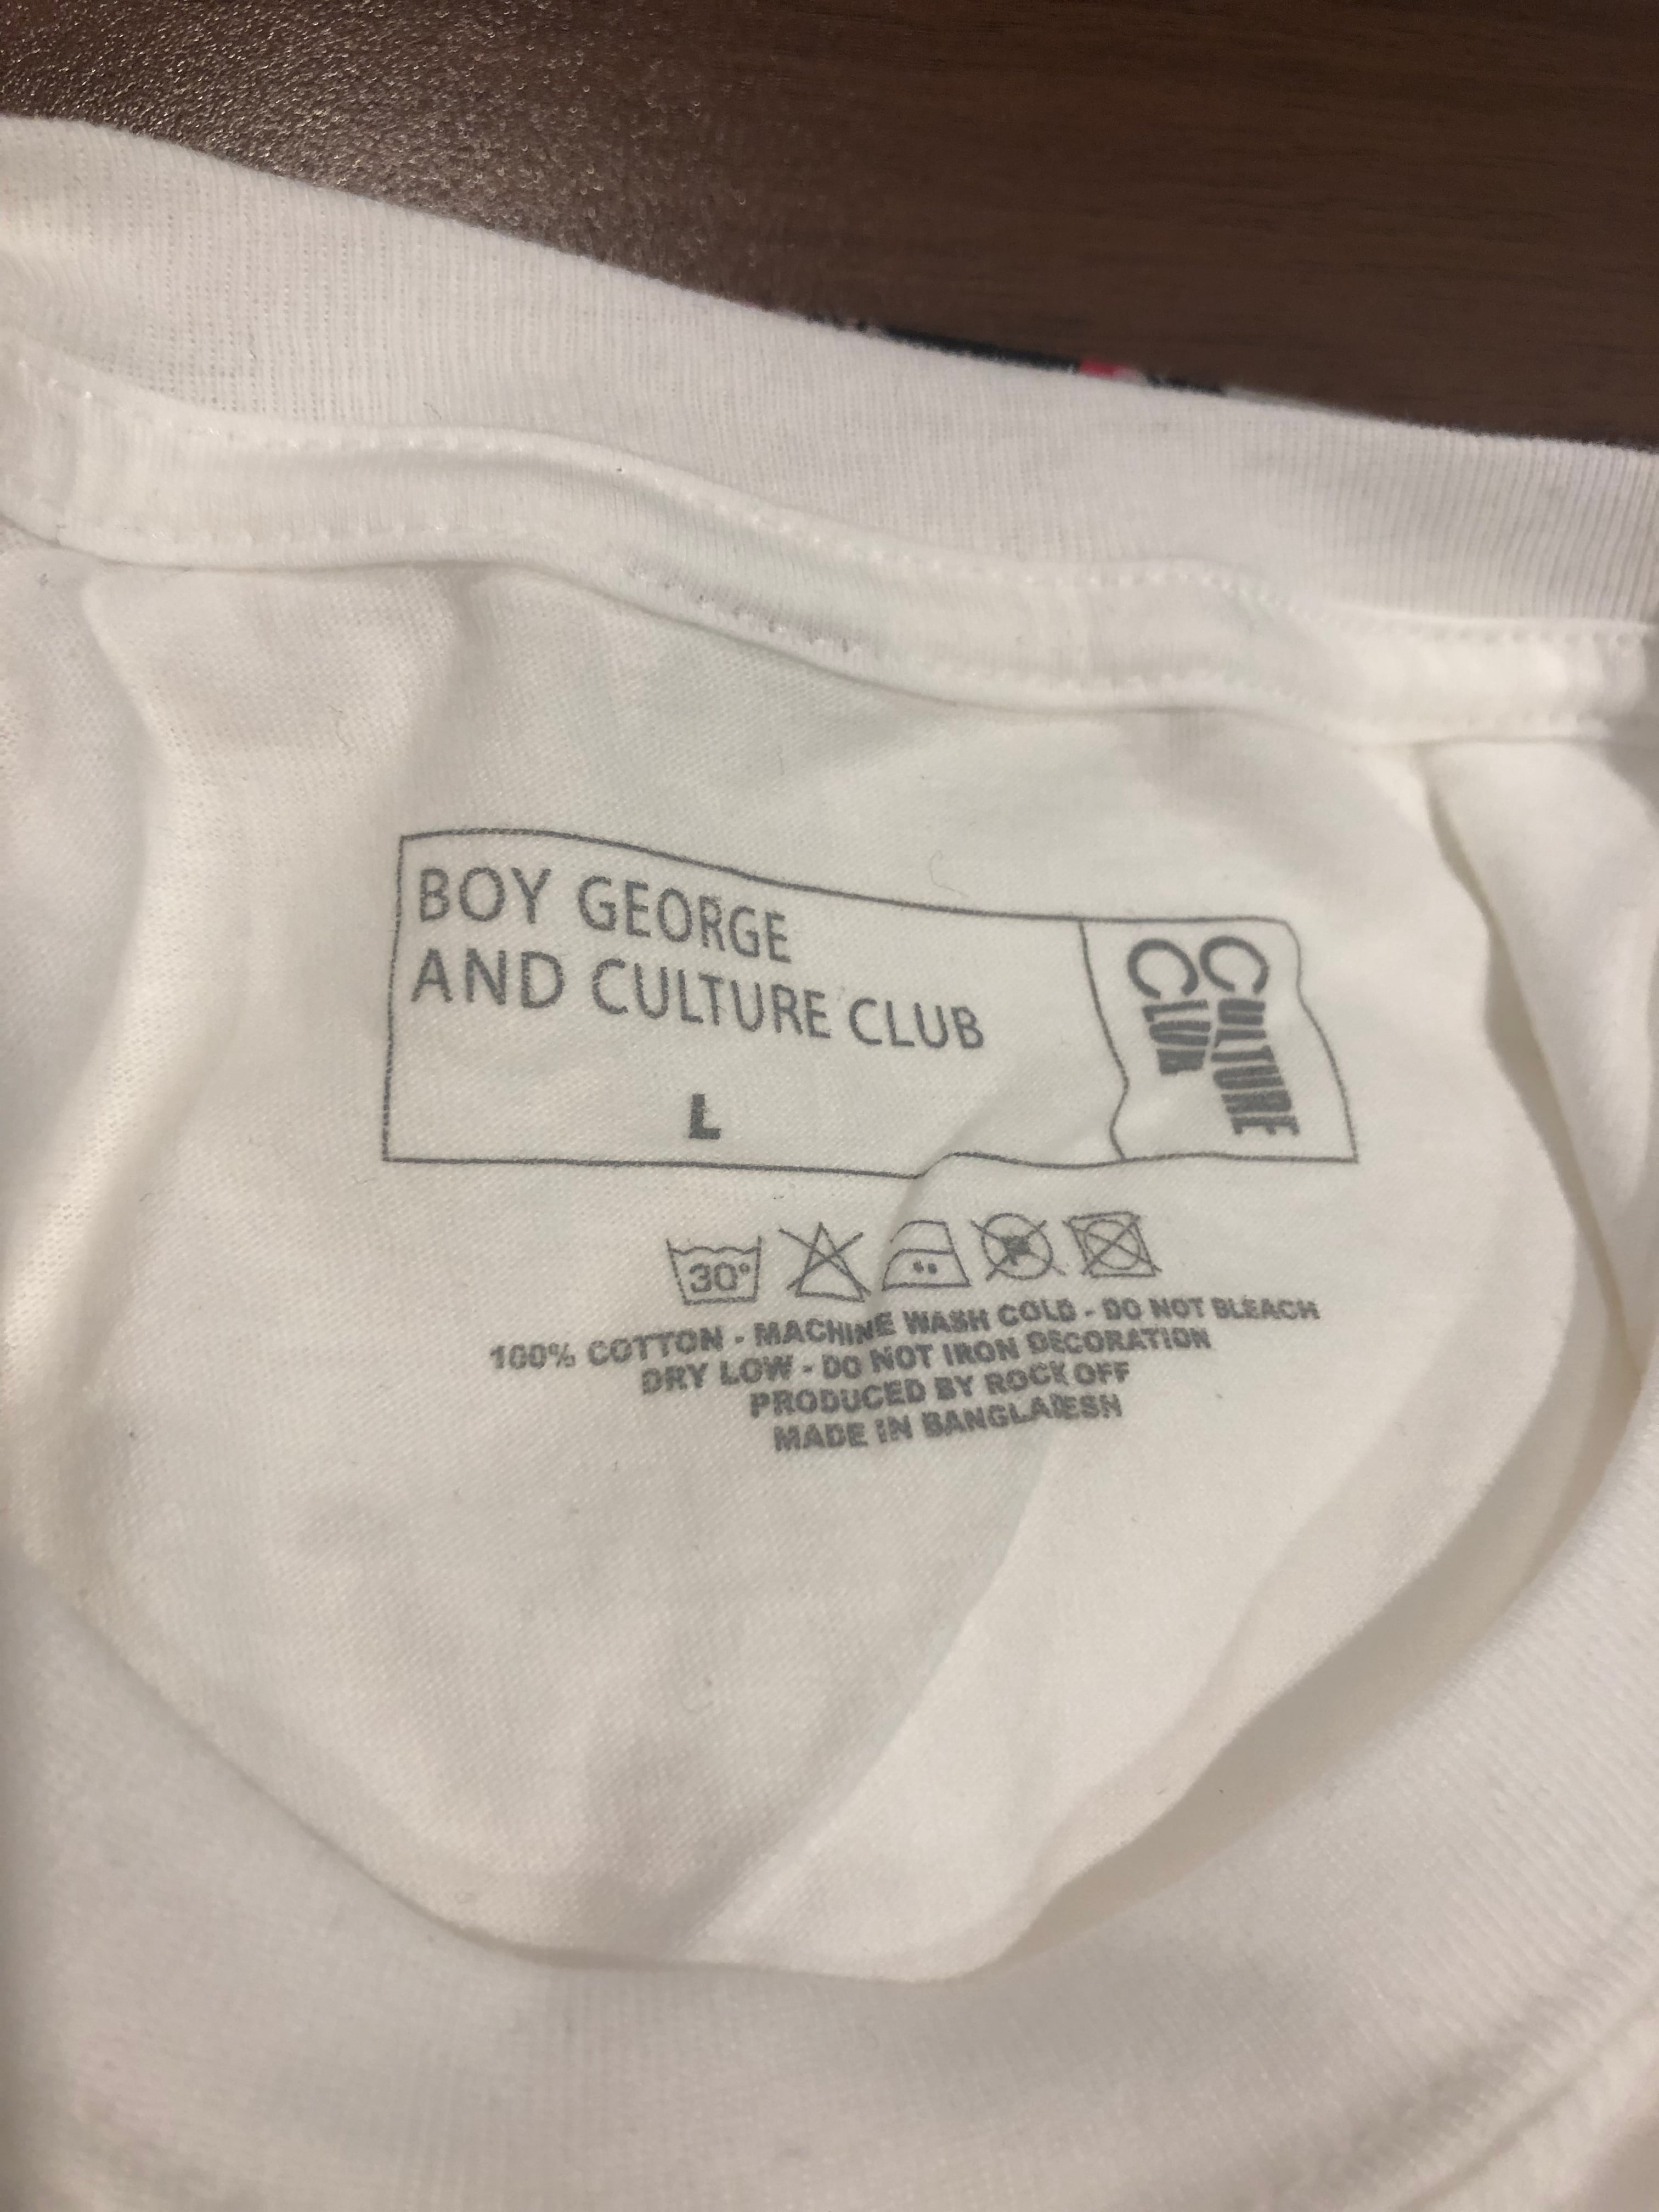 BOY GEORGE
AND CULTURE CLUB
L
CULTURE
CLUB
30°
P
100% COTTON - MACHINE WASH COLD - DO NOT BLEACH
DRY LOW - DO NOT IRON DECORATION
PRODUCED BY ROCK OFF
MADE IN BANGLADESH